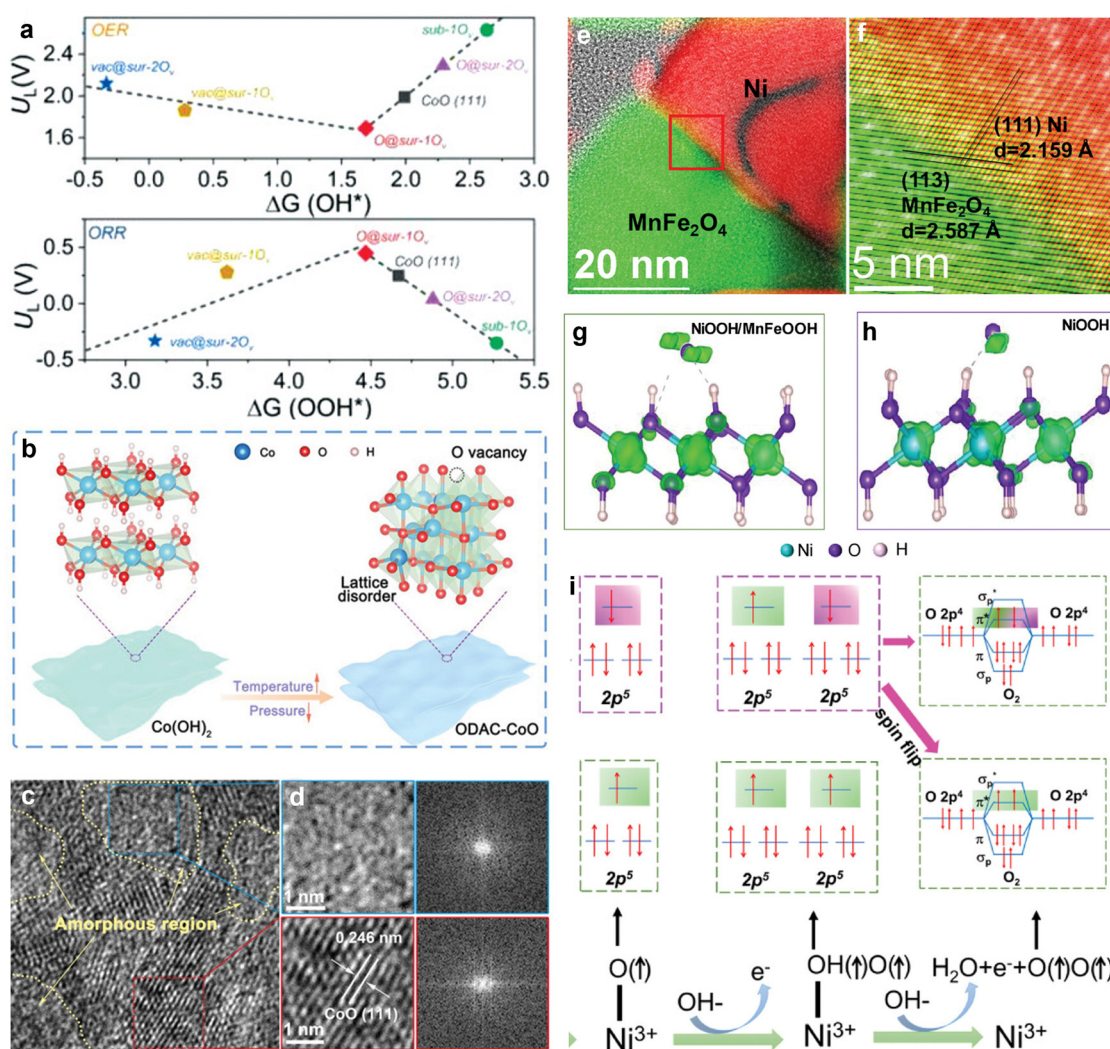 a
OER
2.4
2.0
1.6
U_L(V)
sub-1O_v
vac@sur-2O_v
O@sur-2O_v
vac@sur-1O_v
CoO (111)
O@sur-1O_v
-0.5 0.0 0.5 1.0 1.5 2.0 2.5 3.0
ΔG (OH*)
ORR
0.5
0.0
-0.5
U_L(V)
O@sur-1O_v
vac@sur-1O_v
CoO (111)
O@sur-2O_v
vac@sur-2O_v
sub-1O_v
3.0 3.5 4.0 4.5 5.0 5.5
ΔG (OOH*)
b
Co O H
O vacancy
Lattice
disorder
Temperature↑
Pressure↓
Co(OH)₂
ODAC-CoO
c
Amorphous region
d
1 nm
0.246 nm
CoO (111)
1 nm
e
Ni
MnFe₂O₄
20 nm
f
(111) Ni
d=2.159 Å
(113)
MnFe₂O₄
d=2.587 Å
5 nm
g
NiOOH/MnFeOOH
h
NiOOH
Ni O H
i
2p⁵
2p⁵ 2p⁵
σ_p*
O 2p⁴ π* O 2p⁴
π
σ_p
O₂
spin flip
2p⁵
2p⁵ 2p⁵
σ_p*
O 2p⁴ π* O 2p⁴
π
σ_p
O₂
O(↑)
Ni³⁺
OH-
e⁻
OH(↑)O(↑)
Ni³⁺
OH-
H₂O+e⁻+O(↑)O(↑)
Ni³⁺